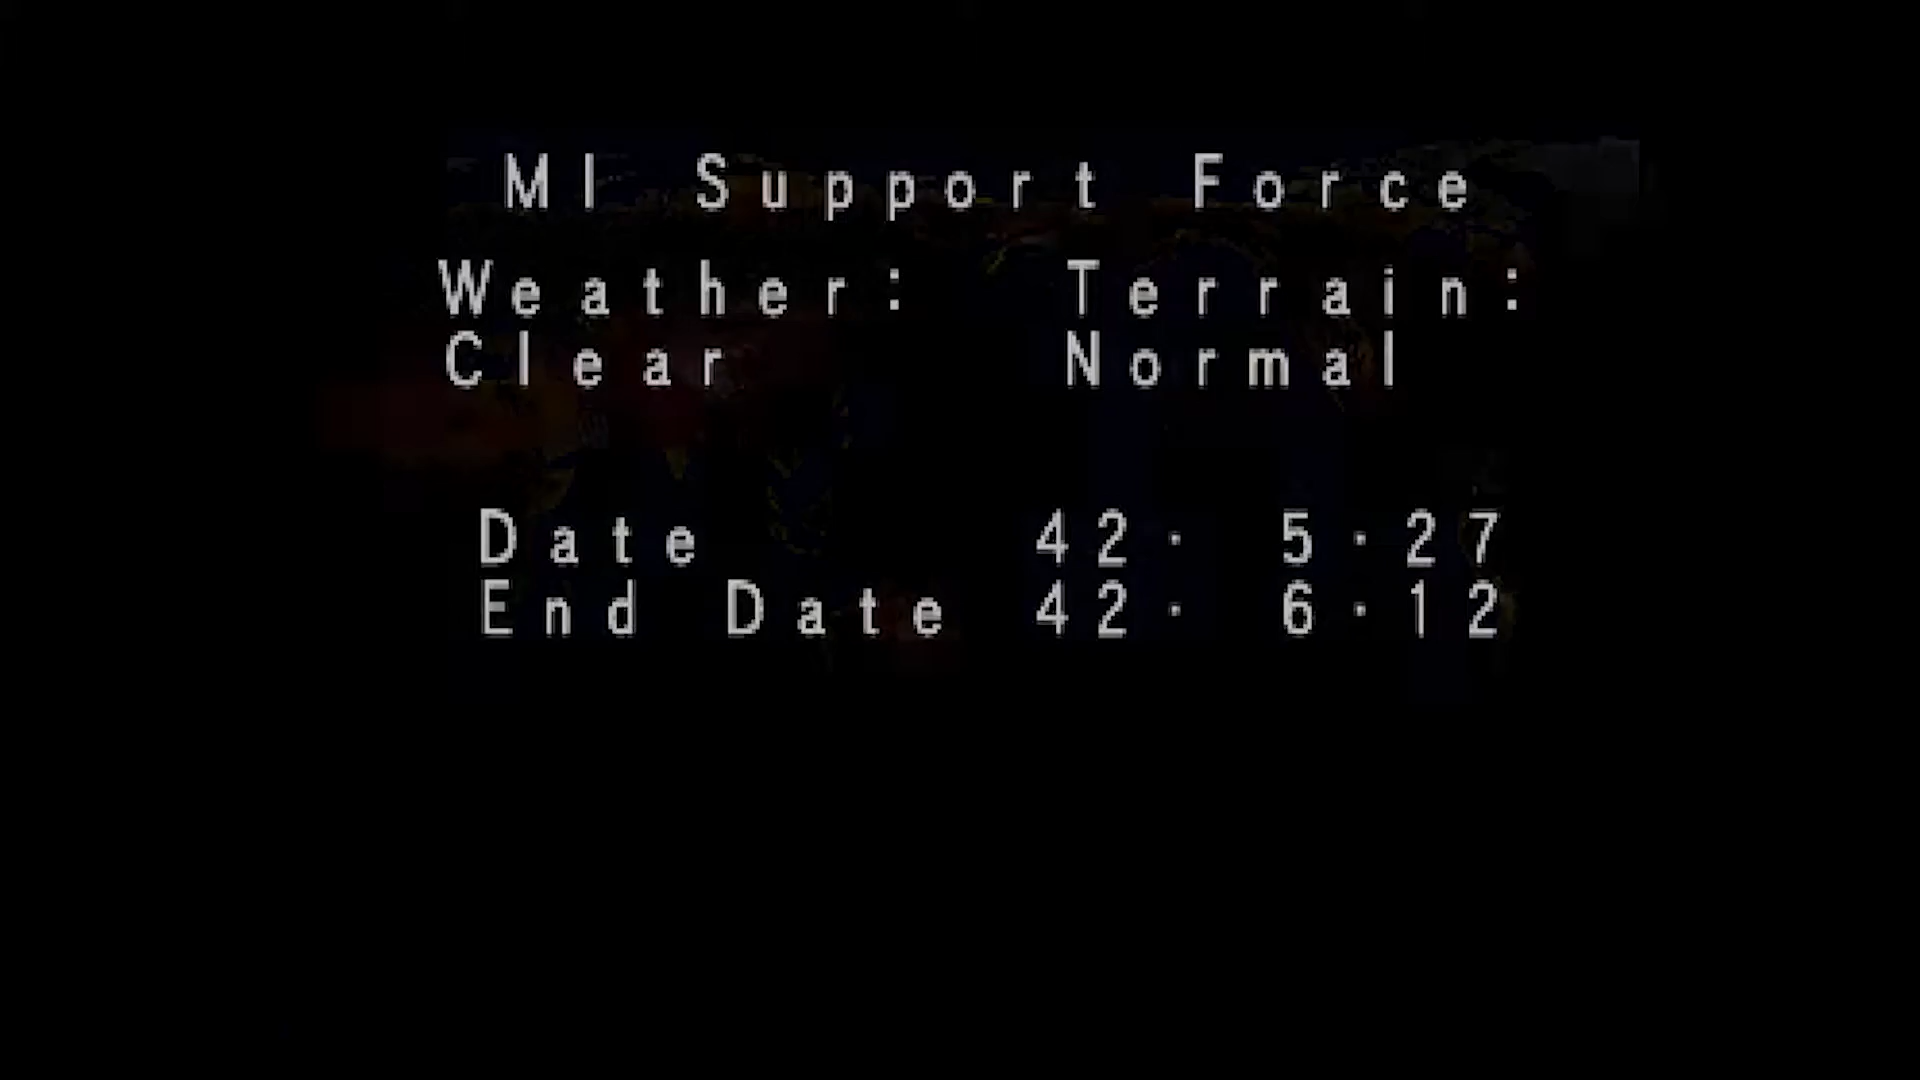 MI Support Force
Weather: Terrain:
Clear Normal
Date 42・ 5・27
End Date 42・ 6・12